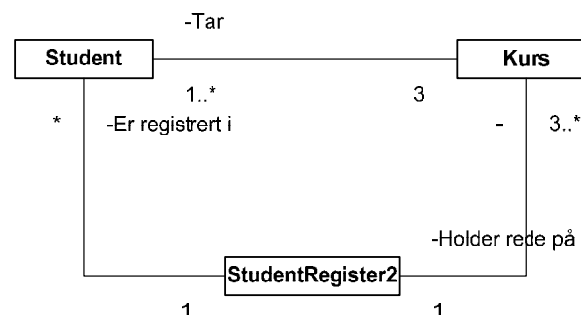 -Tar
Student
Kurs
1..*
3
*
-Er registrert i
-
3..*
-Holder rede på
StudentRegister2
1
1